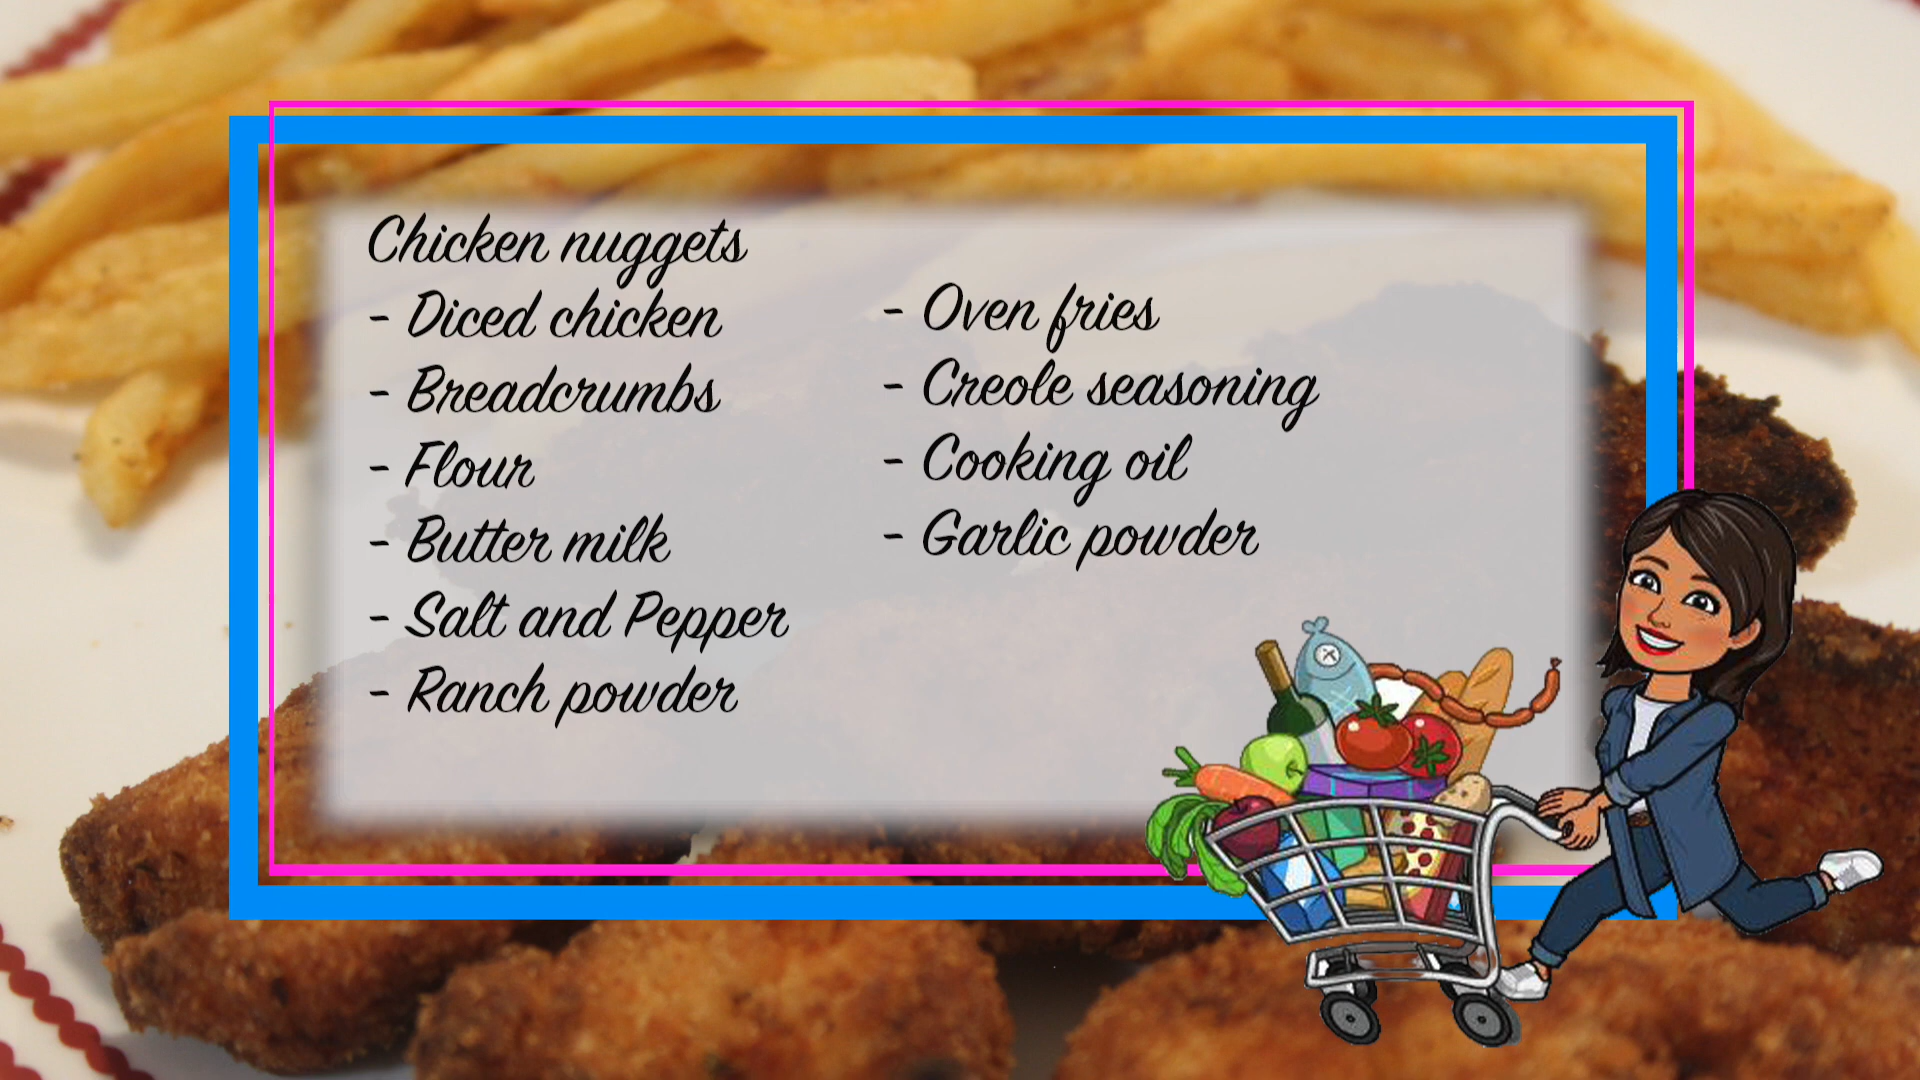 Chicken nuggets
- Diced chicken
- Breadcrumbs
- Flour
- Butter milk
- Salt and Pepper
- Ranch powder
- Oven fries
- Creole seasoning
- Cooking oil
- Garlic powder